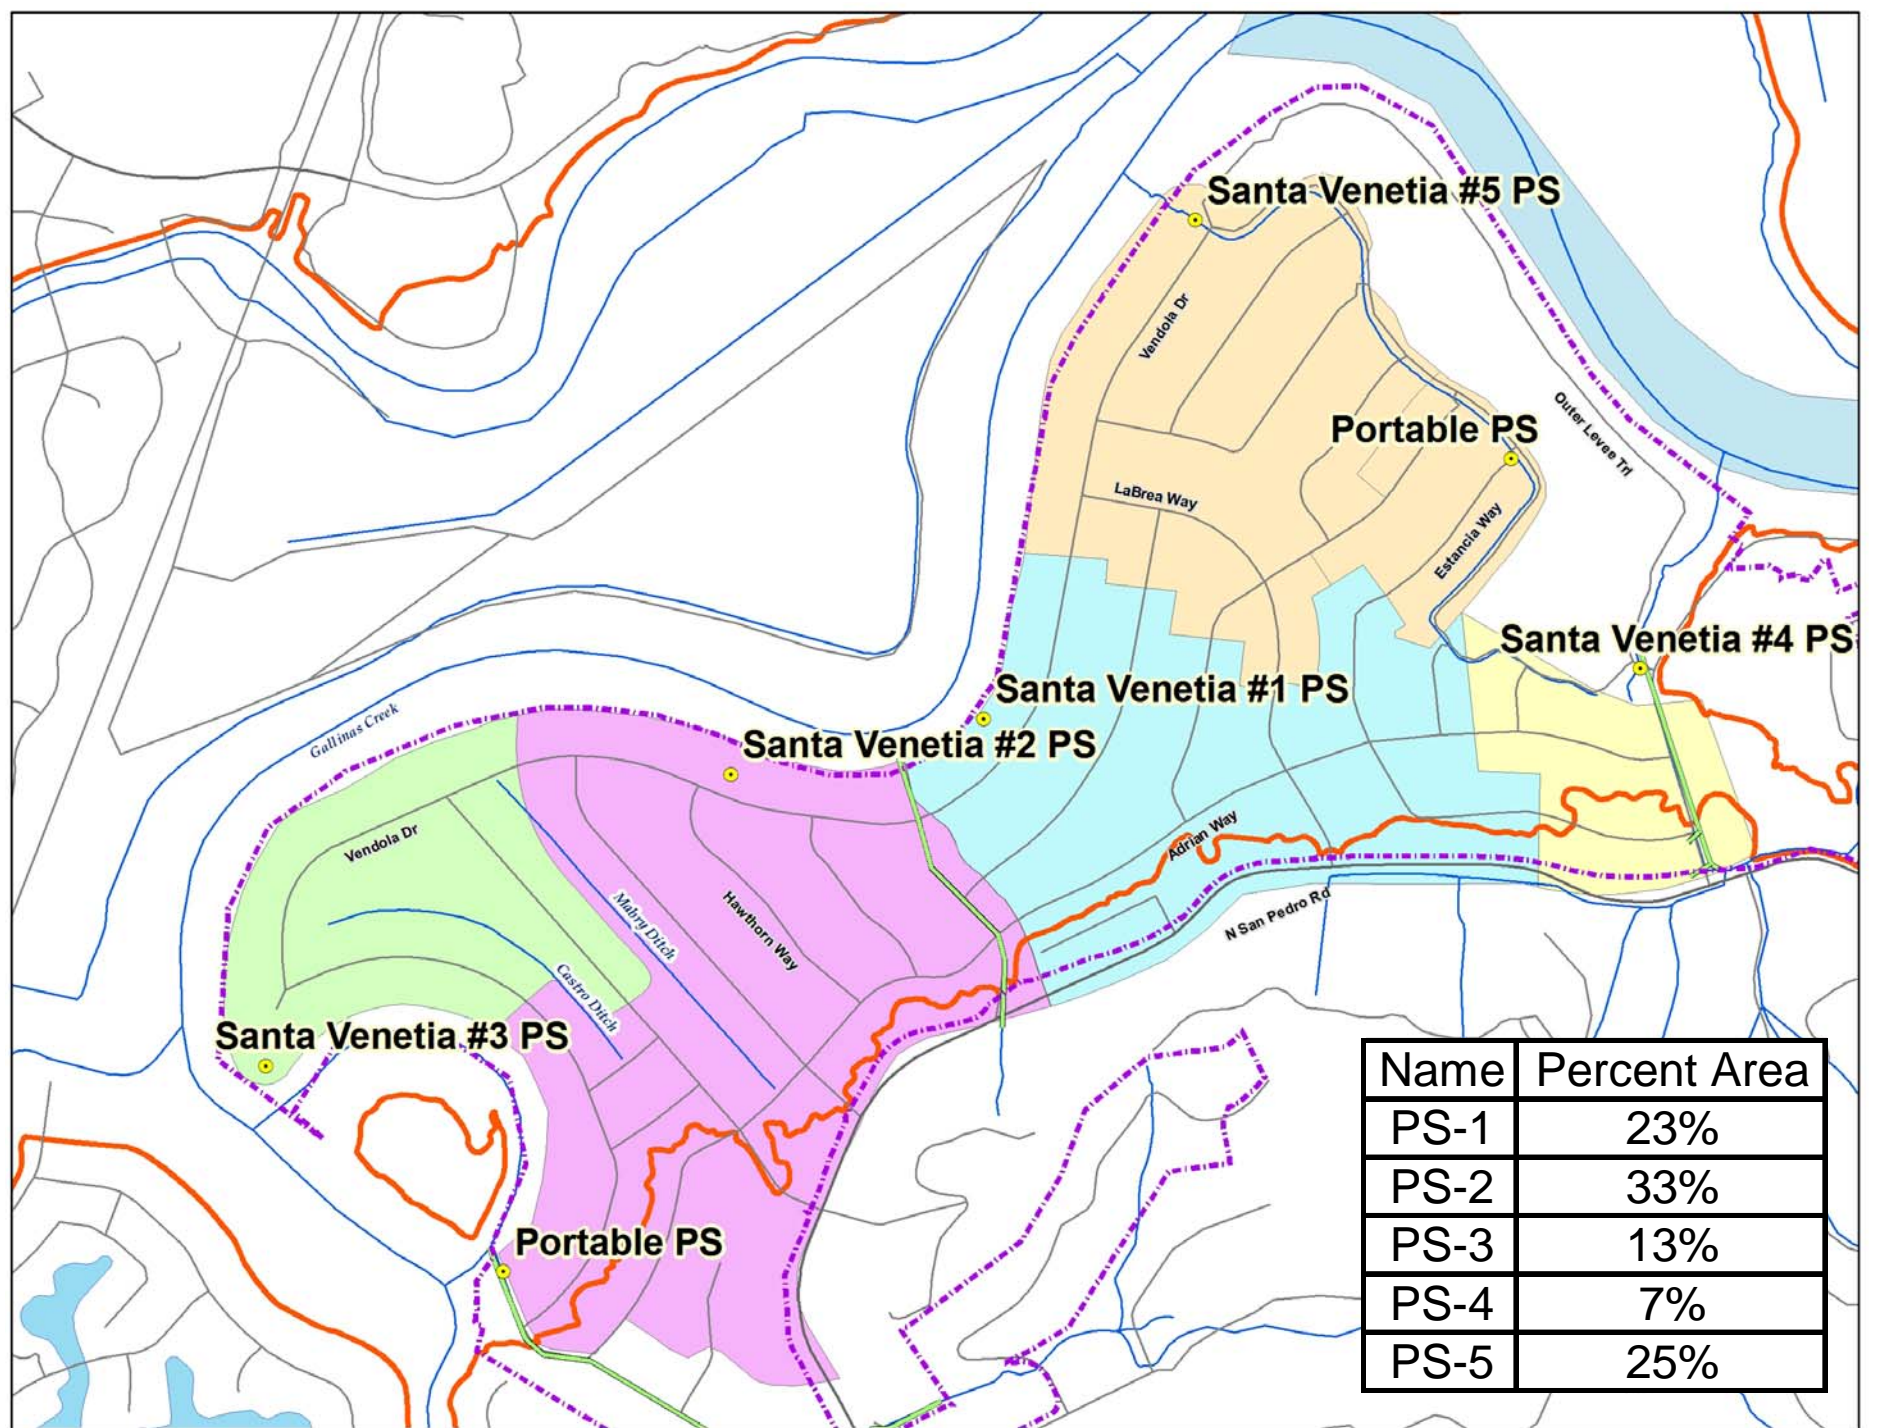 Santa Venetia #5 PS
Vendola Dr
Outer Levee Trl
Portable PS
LaBrea Way
Estancia Way
Santa Venetia #4 PS
Santa Venetia #1 PS
Gallinas Creek
Santa Venetia #2 PS
Vendola Dr
Adrian Way
Mabry Ditch
Hawthorn Way
N San Pedro Rd
Castro Ditch
Santa Venetia #3 PS
Portable PS
Name Percent Area
PS-1 23%
PS-2 33%
PS-3 13%
PS-4 7%
PS-5 25%